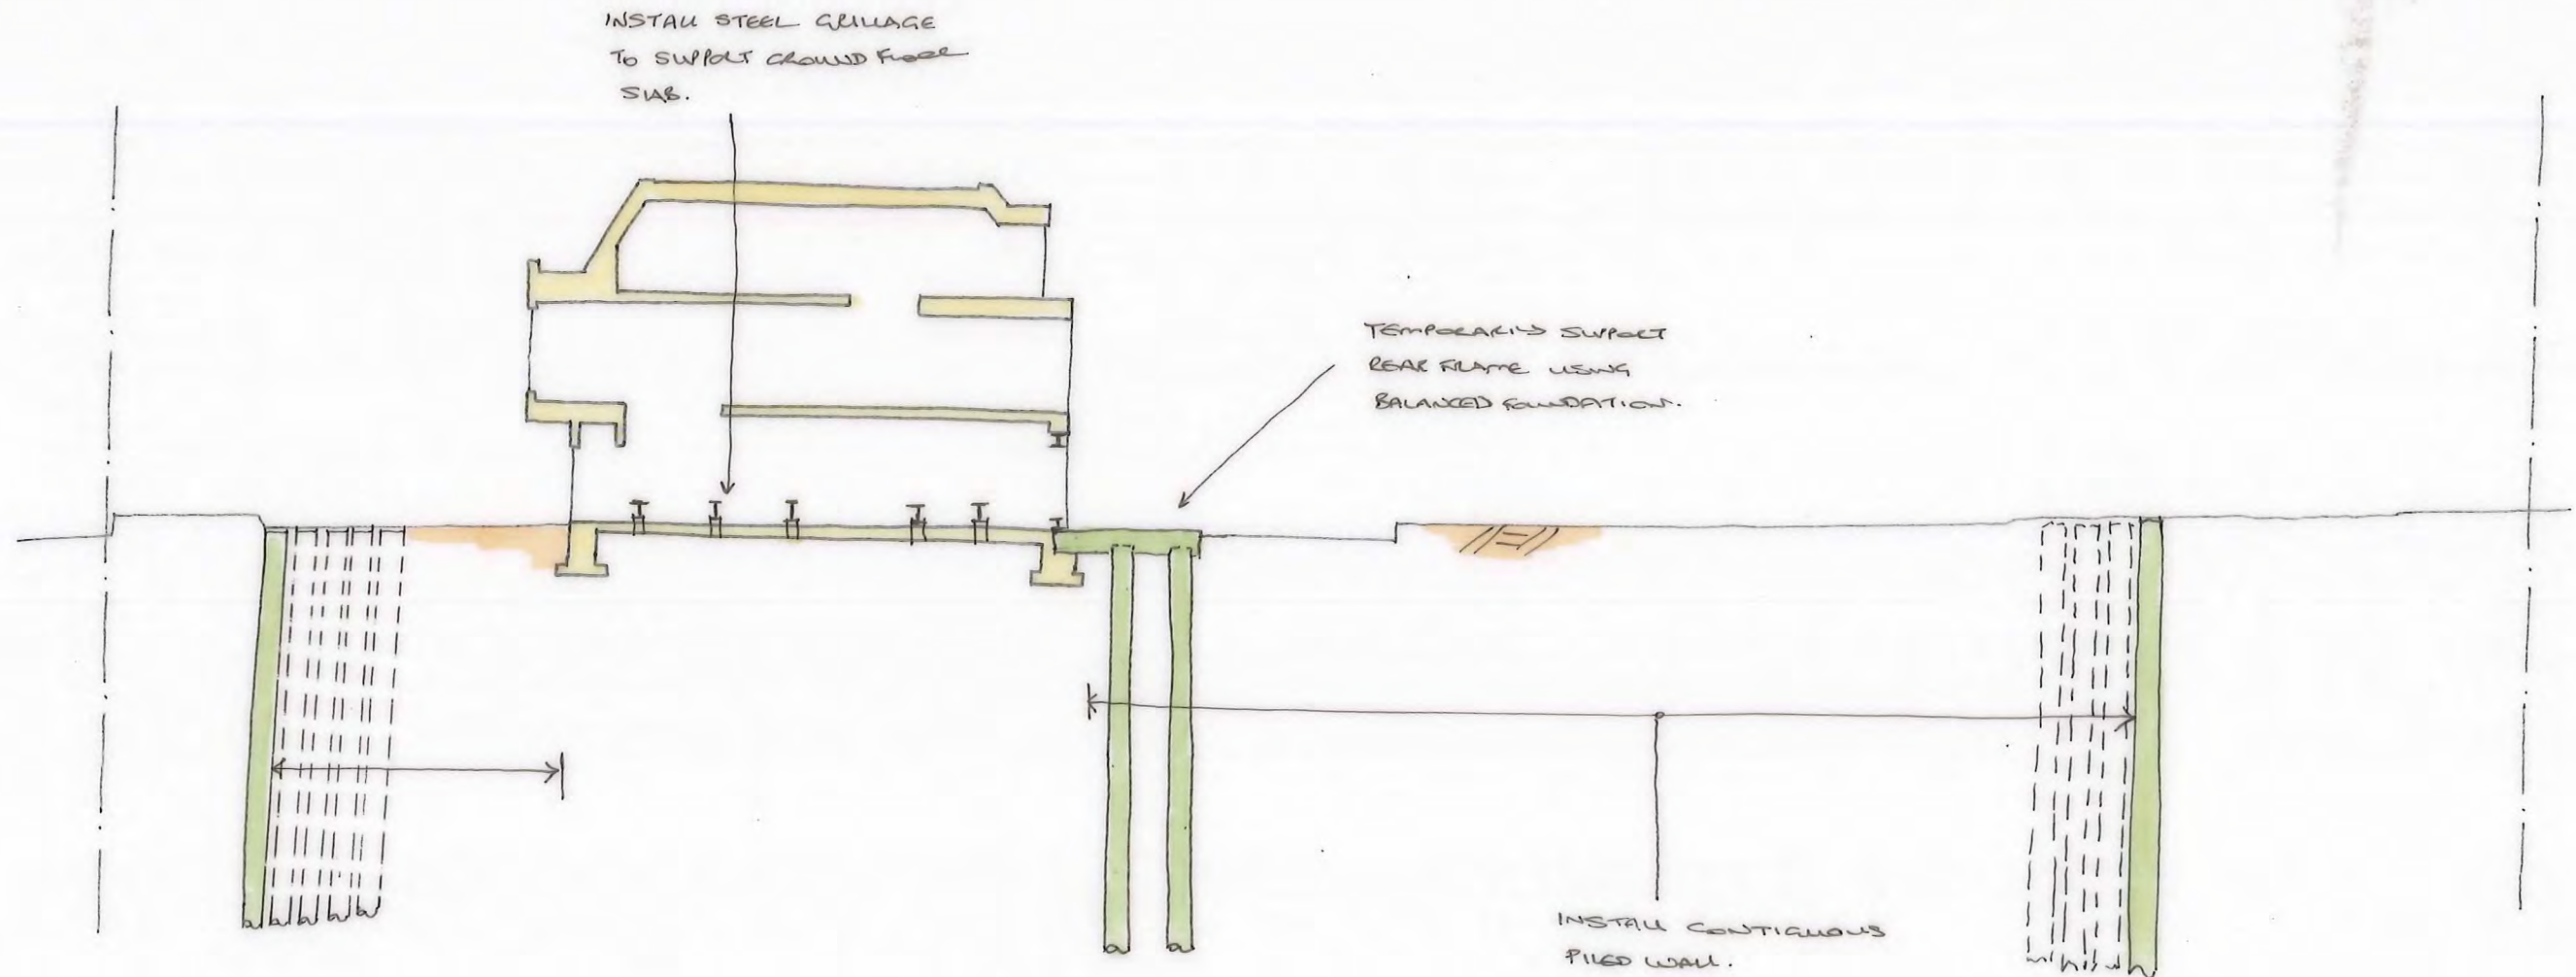 INSTALL STEEL GRILLAGE
TO SUPPORT GROUND FLOOR
SLAB.
TEMPORARILY SUPPORT
REAR FRAME USING
BALANCED FOUNDATION.
INSTALL CONTIGUOUS
PILED WALL.